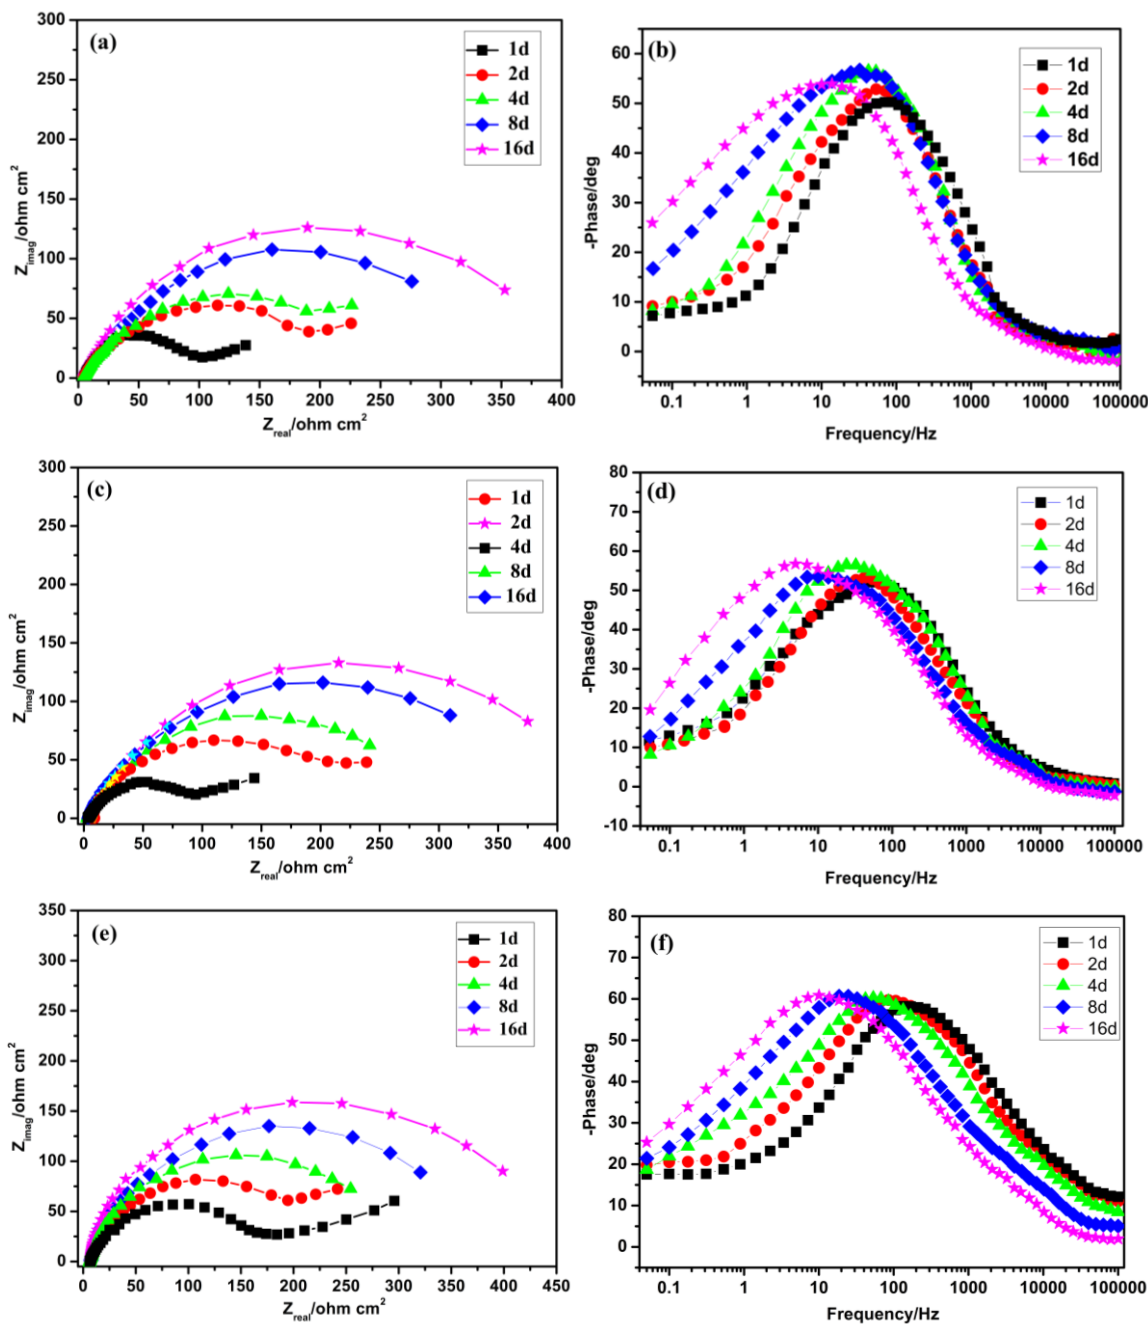 (a)
1d
2d
4d
8d
16d
300
250
200
150
100
50
0
Z_imag/ohm cm²
0 50 100 150 200 250 300 350 400
Z_real/ohm cm²
(b)
1d
2d
4d
8d
16d
60
50
40
30
20
10
0
-Phase/deg
0.1 1 10 100 1000 10000 100000
Frequency/Hz
(c)
1d
2d
4d
8d
16d
300
250
200
150
100
50
0
Z_imag/ohm cm²
0 50 100 150 200 250 300 350 400
Z_real/ohm cm²
(d)
1d
2d
4d
8d
16d
80
70
60
50
40
30
20
10
0
-10
-Phase/deg
0.1 1 10 100 1000 10000 100000
Frequency/Hz
(e)
1d
2d
4d
8d
16d
350
300
250
200
150
100
50
0
Z_imag/ohm cm²
0 50 100 150 200 250 300 350 400 450
Z_real/ohm cm²
(f)
1d
2d
4d
8d
16d
80
70
60
50
40
30
20
10
0
-Phase/deg
0.1 1 10 100 1000 10000 100000
Frequency/Hz